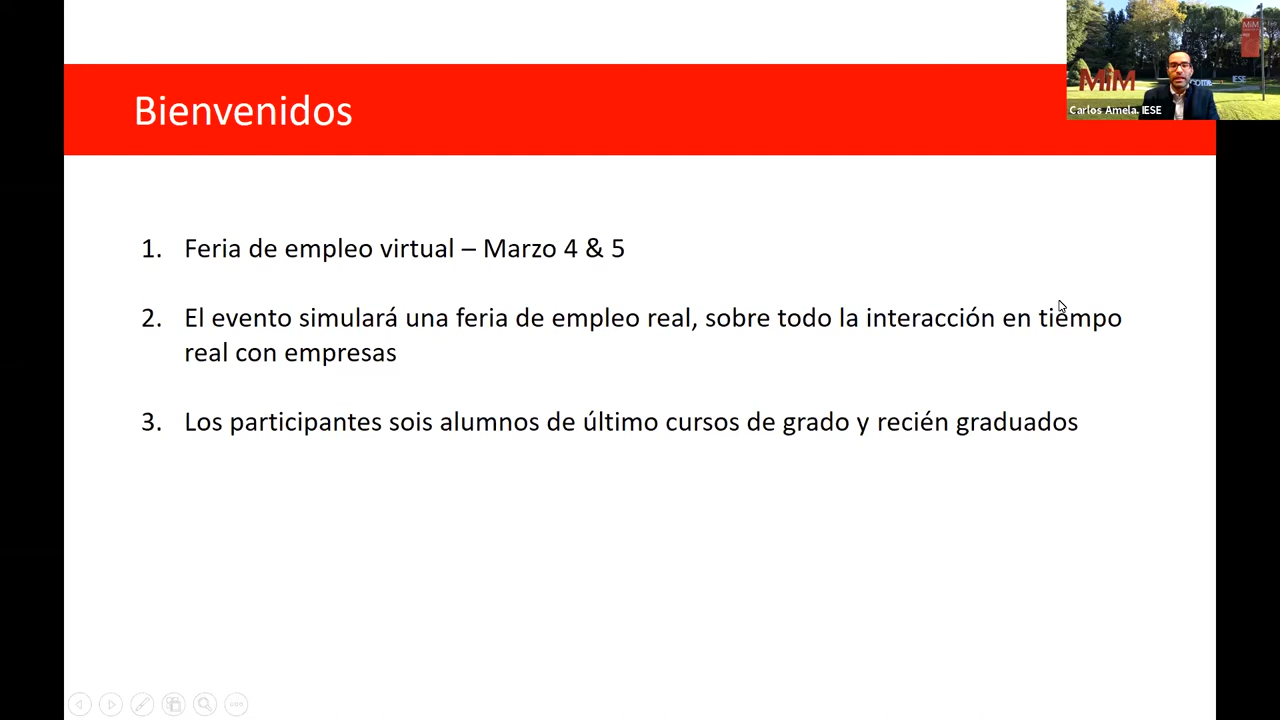 Bienvenidos
MiM
IESE
Carlos Amela. IESE
1. Feria de empleo virtual – Marzo 4 & 5
2. El evento simulará una feria de empleo real, sobre todo la interacción en tiempo
real con empresas
3. Los participantes sois alumnos de último cursos de grado y recién graduados